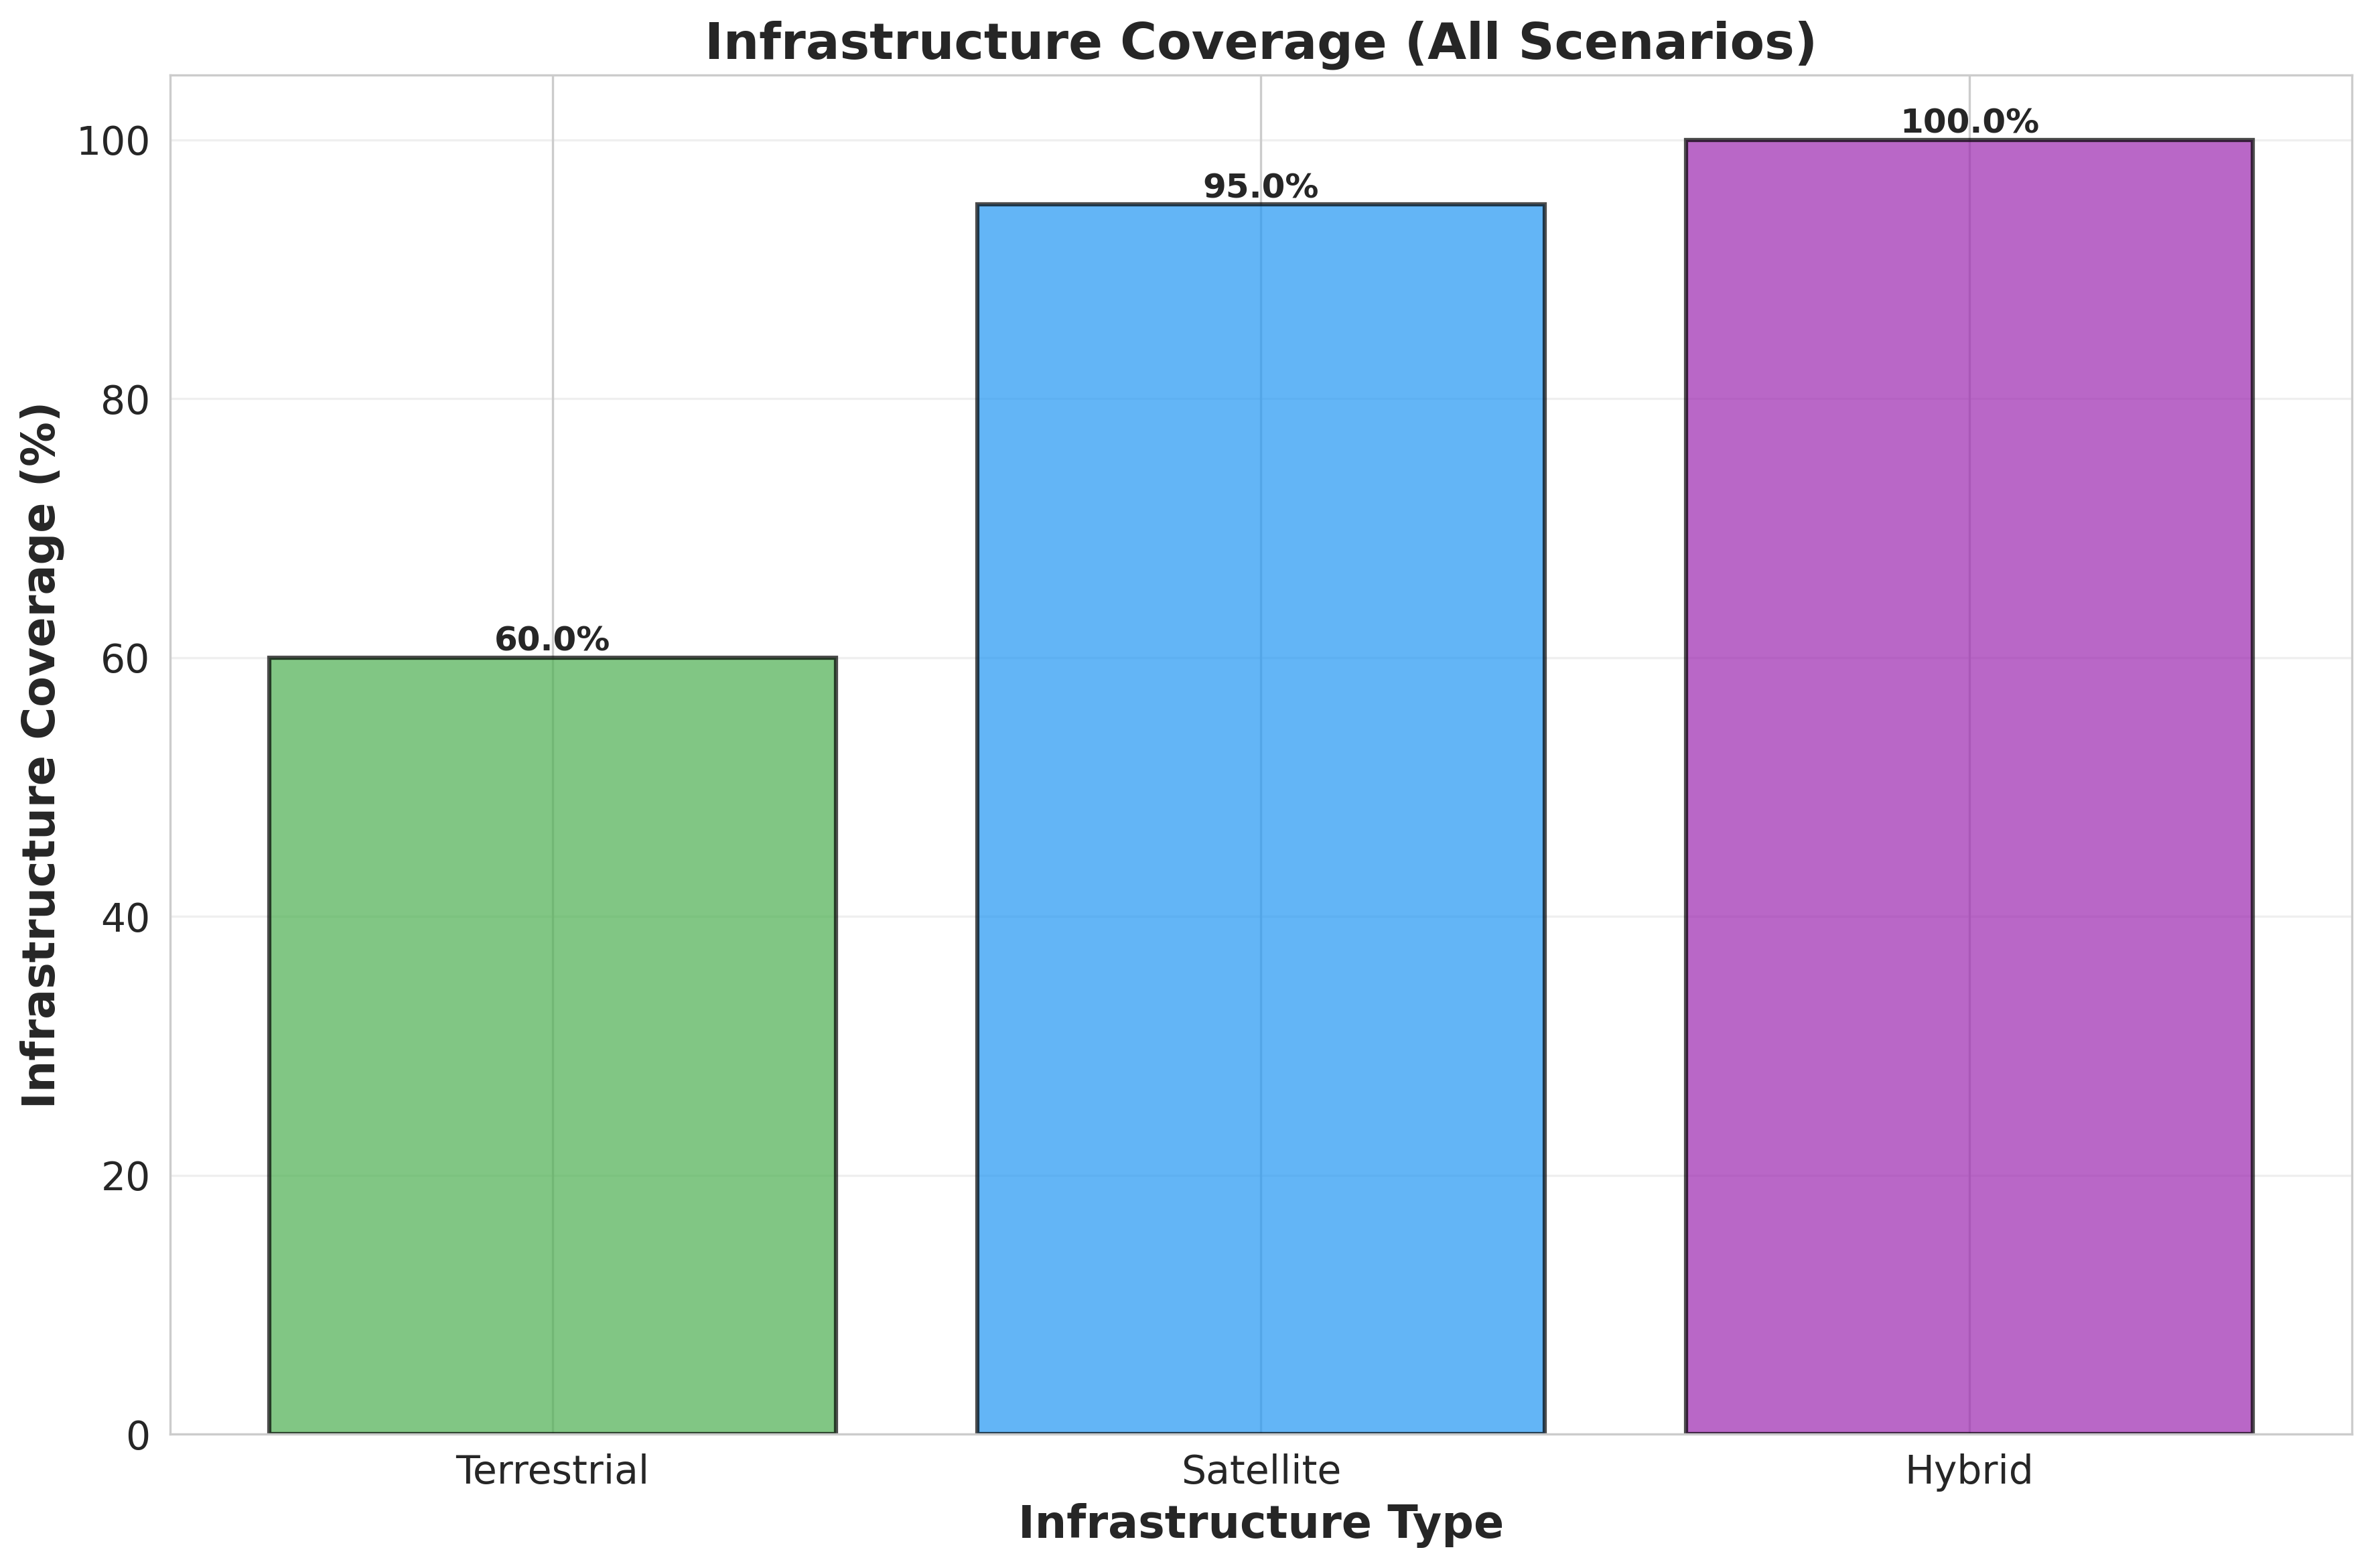 Infrastructure Coverage (All Scenarios)
Infrastructure Coverage (%)
100
80
60
40
20
0
60.0%
95.0%
100.0%
Terrestrial
Satellite
Hybrid
Infrastructure Type